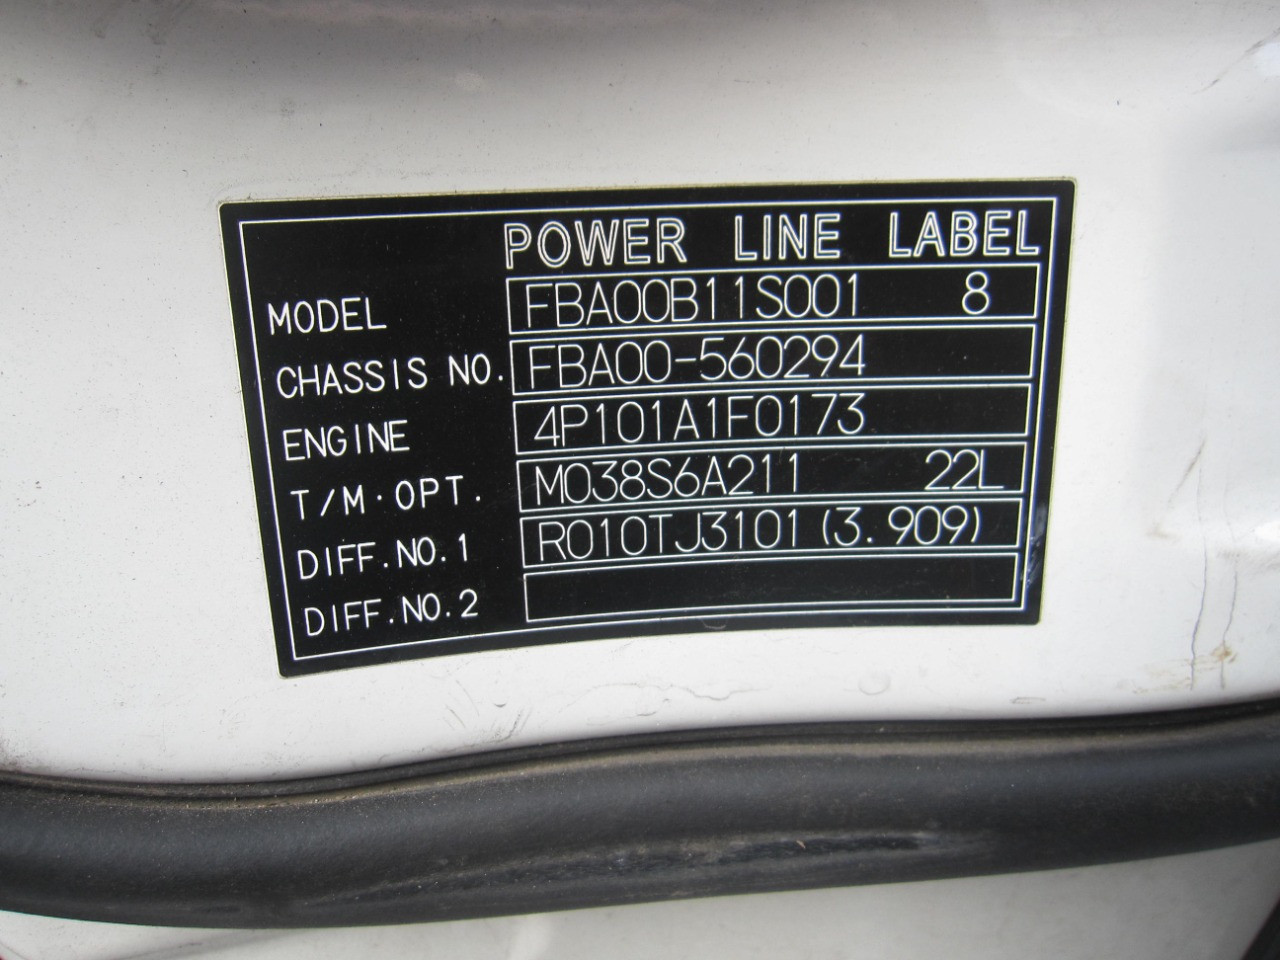 POWER LINE LABEL
MODEL FBA00B11S001 8
CHASSIS NO. FBA00-560294
ENGINE 4P101A1F0173
T/M·OPT. M038S6A211 22L
DIFF.NO.1 R010TJ3101(3.909)
DIFF.NO.2